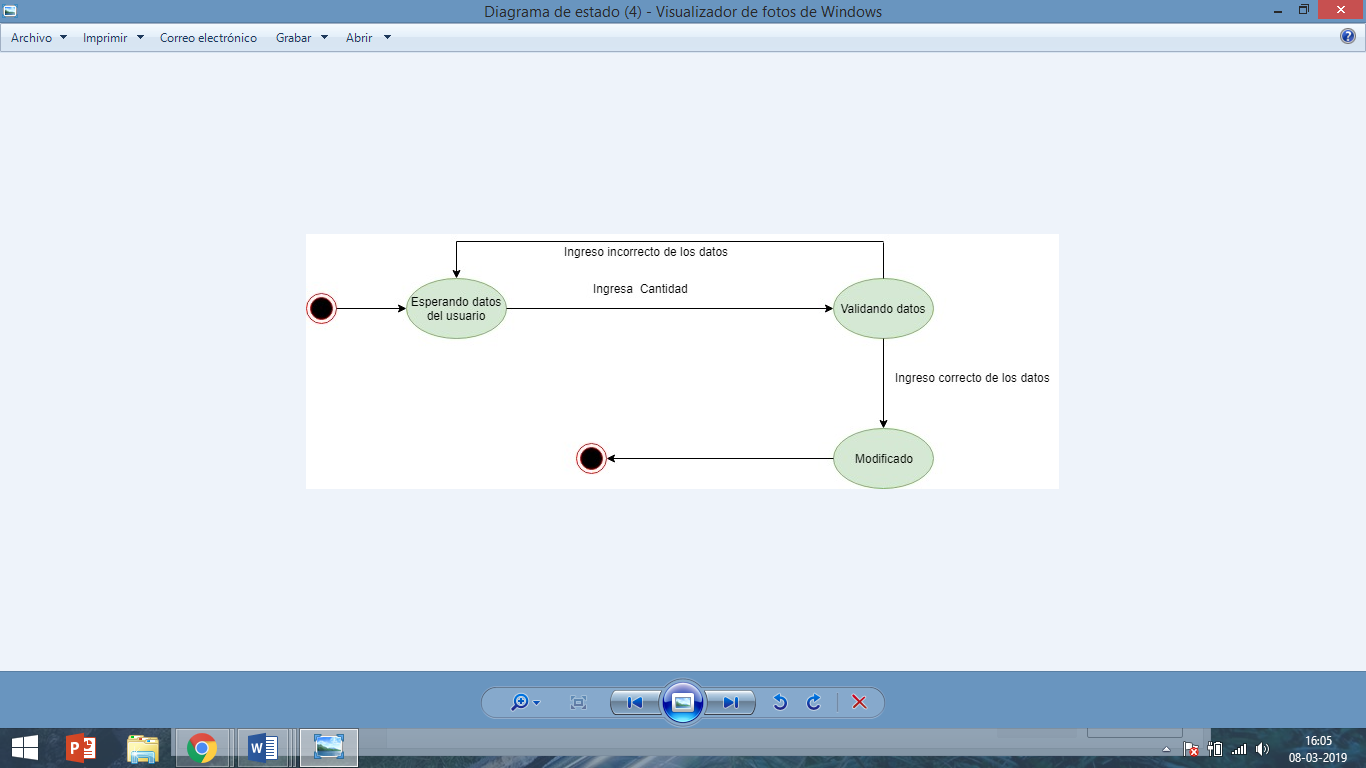 Diagrama de estado (4) - Visualizador de fotos de Windows
Archivo Imprimir Correo electrónico Grabar Abrir
Ingreso incorrecto de los datos
Ingresa Cantidad
Esperando datos
del usuario
Validando datos
Ingreso correcto de los datos
Modificado
16:05
08-03-2019